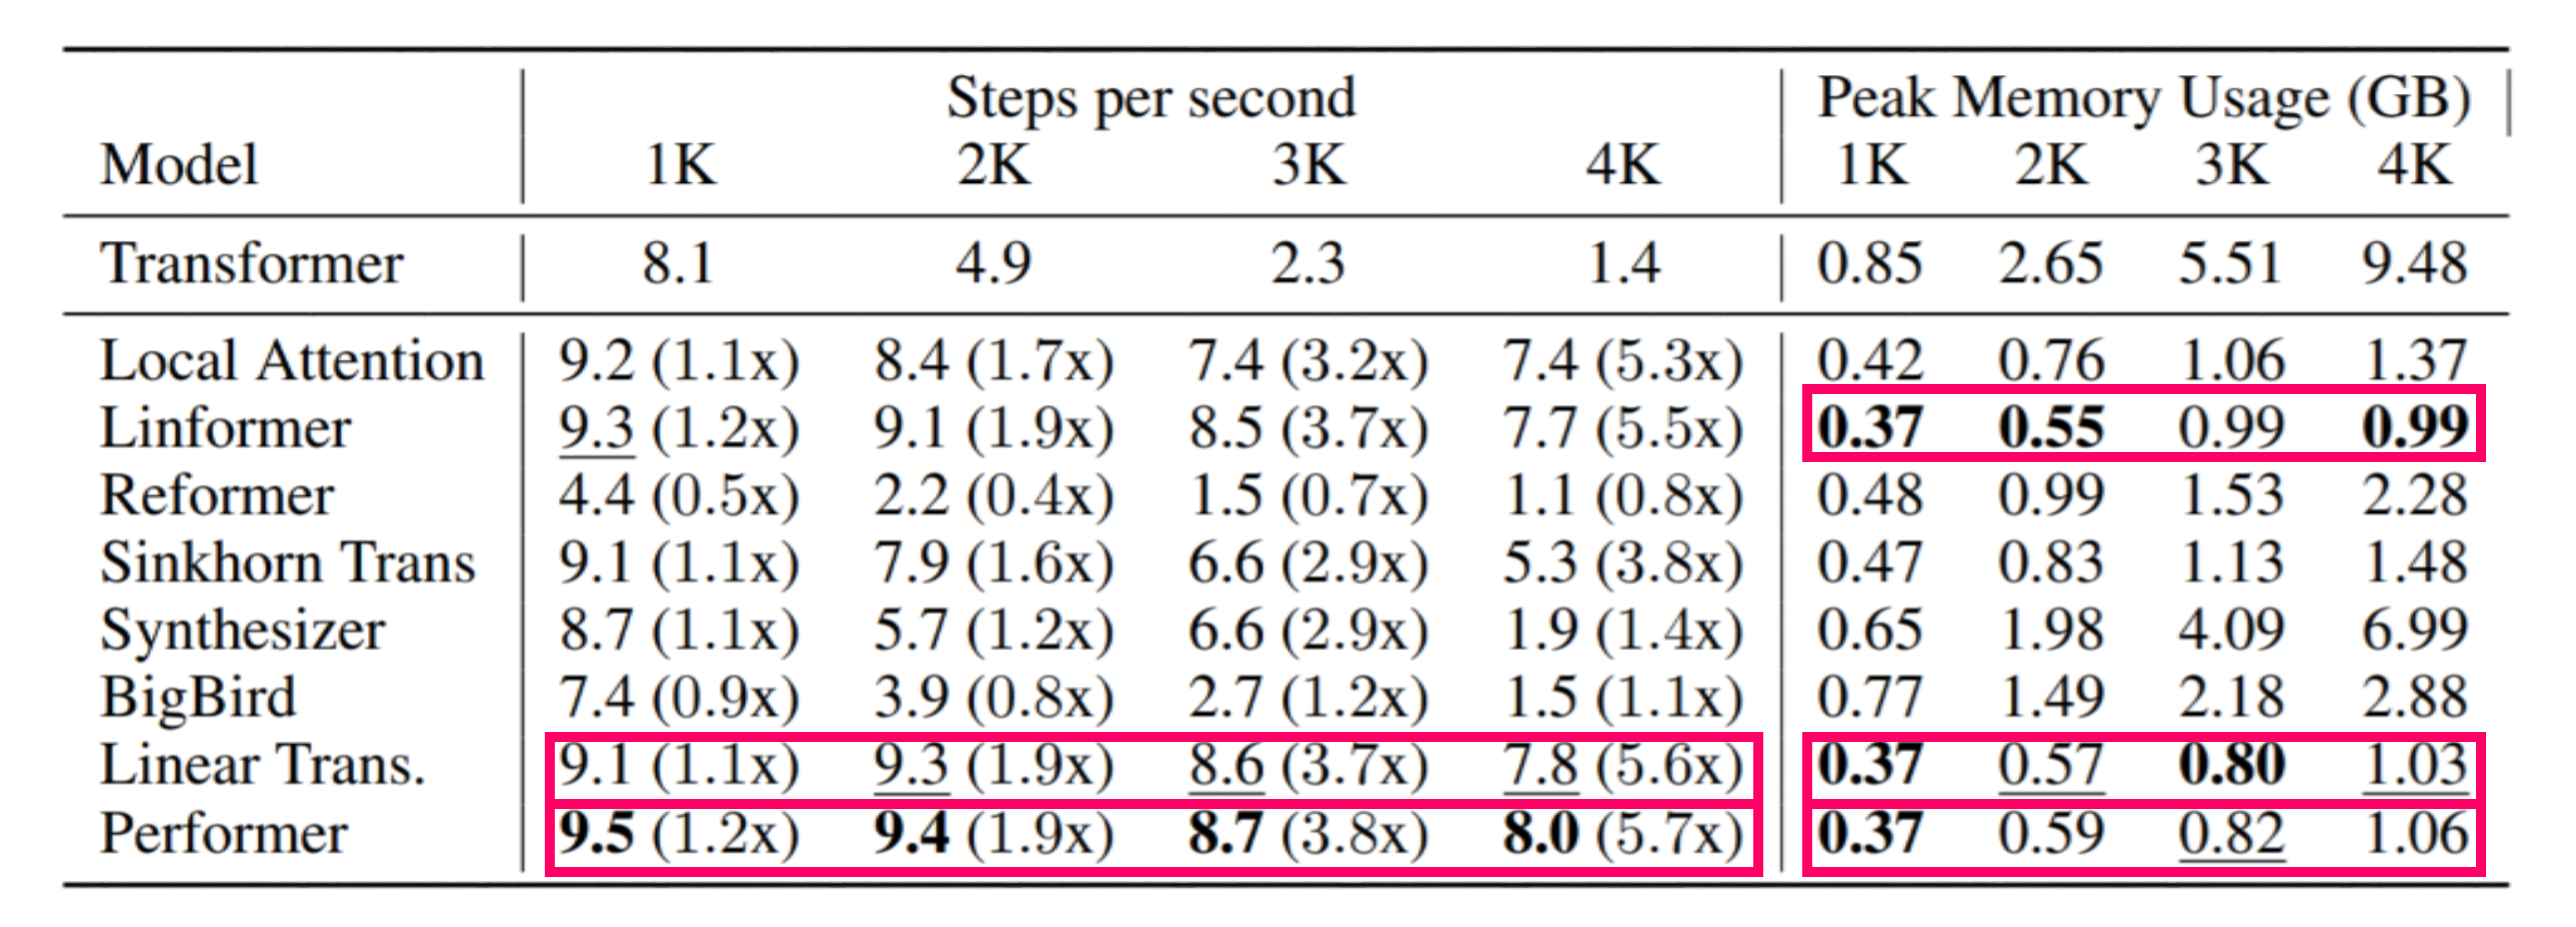 Steps per second Peak Memory Usage (GB)
Model 1K 2K 3K 4K 1K 2K 3K 4K
Transformer 8.1 4.9 2.3 1.4 0.85 2.65 5.51 9.48
Local Attention 9.2 (1.1x) 8.4 (1.7x) 7.4 (3.2x) 7.4 (5.3x) 0.42 0.76 1.06 1.37
Linformer 9.3 (1.2x) 9.1 (1.9x) 8.5 (3.7x) 7.7 (5.5x) 0.37 0.55 0.99 0.99
Reformer 4.4 (0.5x) 2.2 (0.4x) 1.5 (0.7x) 1.1 (0.8x) 0.48 0.99 1.53 2.28
Sinkhorn Trans 9.1 (1.1x) 7.9 (1.6x) 6.6 (2.9x) 5.3 (3.8x) 0.47 0.83 1.13 1.48
Synthesizer 8.7 (1.1x) 5.7 (1.2x) 6.6 (2.9x) 1.9 (1.4x) 0.65 1.98 4.09 6.99
BigBird 7.4 (0.9x) 3.9 (0.8x) 2.7 (1.2x) 1.5 (1.1x) 0.77 1.49 2.18 2.88
Linear Trans. 9.1 (1.1x) 9.3 (1.9x) 8.6 (3.7x) 7.8 (5.6x) 0.37 0.57 0.80 1.03
Performer 9.5 (1.2x) 9.4 (1.9x) 8.7 (3.8x) 8.0 (5.7x) 0.37 0.59 0.82 1.06